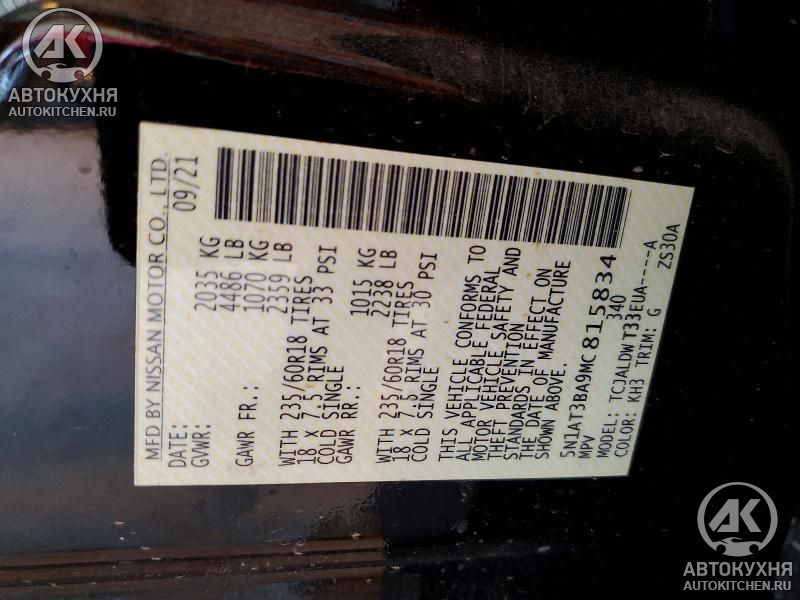 AK
АВТОКУХНЯ
AUTOKITCHEN.RU
MFD BY NISSAN MOTOR CO., LTD.
DATE: 09/21
GVWR: 2035 KG
4486 LB
GAWR FR.: 1070 KG
2359 LB
WITH 235/60R18 TIRES
18 x 7.5 RIMS AT 33 PSI
COLD SINGLE
GAWR RR.: 1015 KG
2238 LB
WITH 235/60R18 TIRES
18 x 7.5 RIMS AT 30 PSI
COLD SINGLE
THIS VEHICLE CONFORMS TO
ALL APPLICABLE FEDERAL
MOTOR VEHICLE SAFETY AND
THEFT PREVENTION
STANDARDS IN EFFECT ON
THE DATE OF MANUFACTURE
SHOWN ABOVE.
5N1AT3BA9MC815834
MPV 340
MODEL: TCJALDWT33EUA----A
COLOR: KH3 TRIM: G ZS30A
AK
АВТОКУХНЯ
AUTOKITCHEN.RU